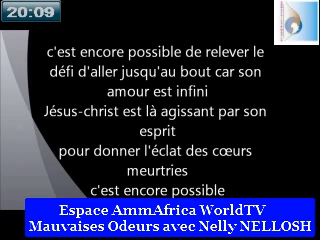 20:09
c'est encore possible de relever le
défi d'aller jusqu'au bout car son
amour est infini
Jésus-christ est là agissant par son
esprit
pour donner l'éclat des cœurs
meurtries
c'est encore possible
Espace AmmAfrica WorldTV
Mauvaises Odeurs avec Nelly NELLOSH